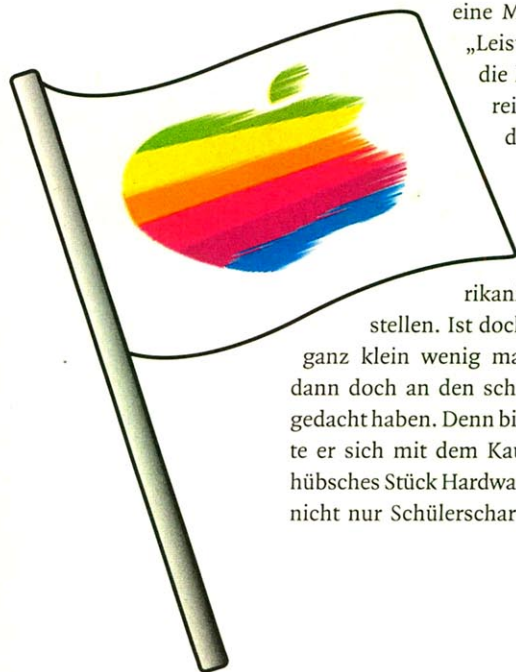 eine M
„Leis
die
rei
d
rikan
stellen. Ist doch
ganz klein wenig ma
dann doch an den sch
gedacht haben. Denn bi
te er sich mit dem Kau
hübsches Stück Hardwa
nicht nur Schülerschar